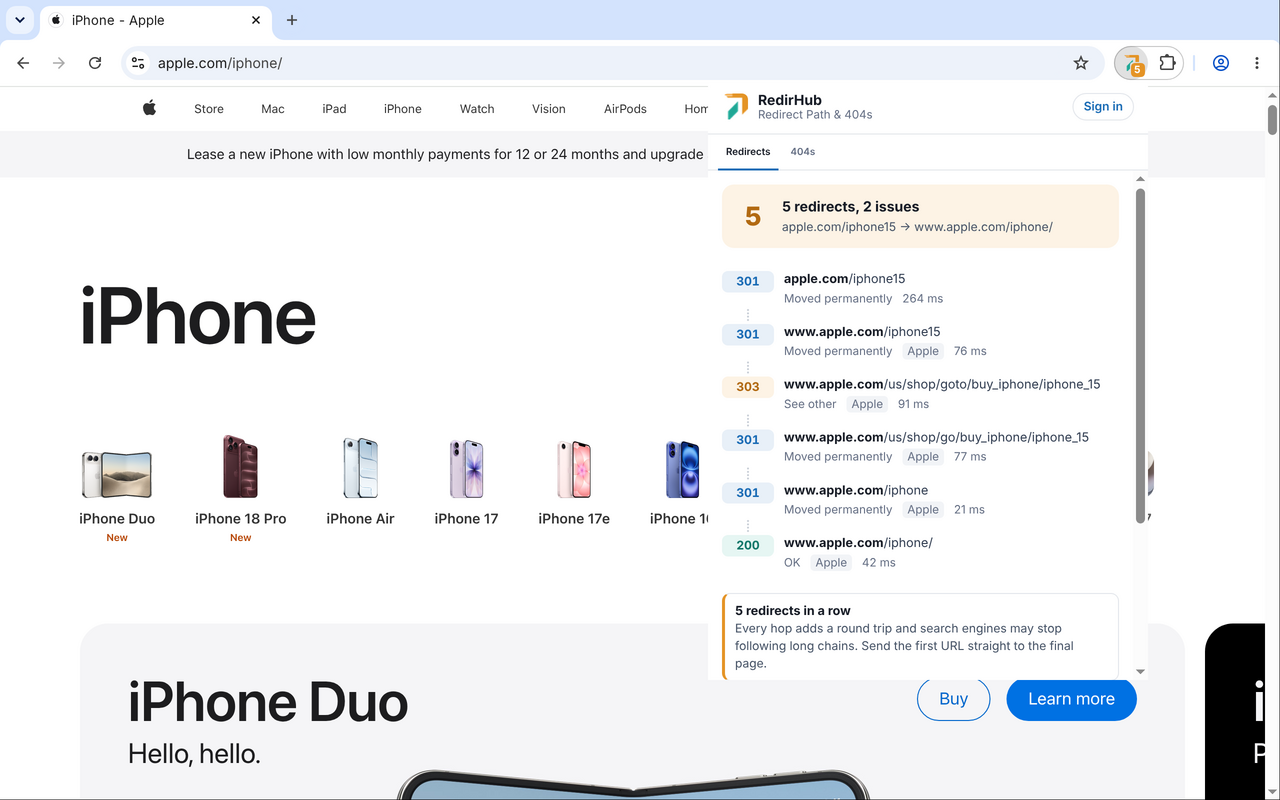 iPhone - Apple
apple.com/iphone/
5
Store Mac iPad iPhone Watch Vision AirPods
RedirHub
Redirect Path & 404s
Sign in
Lease a new iPhone with low monthly payments for 12 or 24 months and upgrade
Redirects 404s
5
5 redirects, 2 issues
apple.com/iphone15 → www.apple.com/iphone/
301 apple.com/iphone15
Moved permanently 264 ms
301 www.apple.com/iphone15
Moved permanently Apple 76 ms
303 www.apple.com/us/shop/goto/buy_iphone/iphone_15
See other Apple 91 ms
301 www.apple.com/us/shop/go/buy_iphone/iphone_15
Moved permanently Apple 77 ms
301 www.apple.com/iphone
Moved permanently Apple 21 ms
200 www.apple.com/iphone/
OK Apple 42 ms
5 redirects in a row
Every hop adds a round trip and search engines may stop
following long chains. Send the first URL straight to the final
page.
iPhone
iPhone Duo iPhone 18 Pro iPhone Air iPhone 17 iPhone 17e iPhone
New New
iPhone Duo
Hello, hello.
Buy Learn more